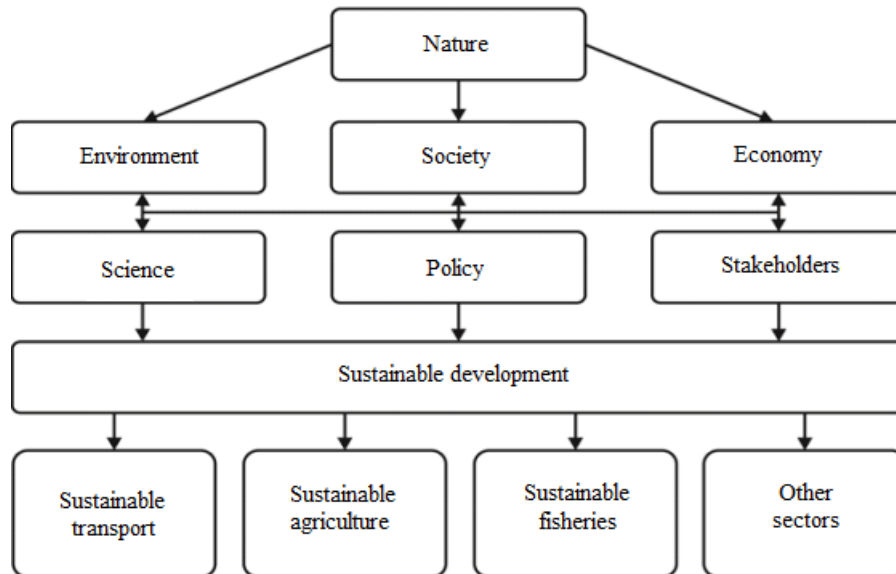 Nature
Environment
Society
Economy
Science
Policy
Stakeholders
Sustainable development
Sustainable
transport
Sustainable
agriculture
Sustainable
fisheries
Other
sectors